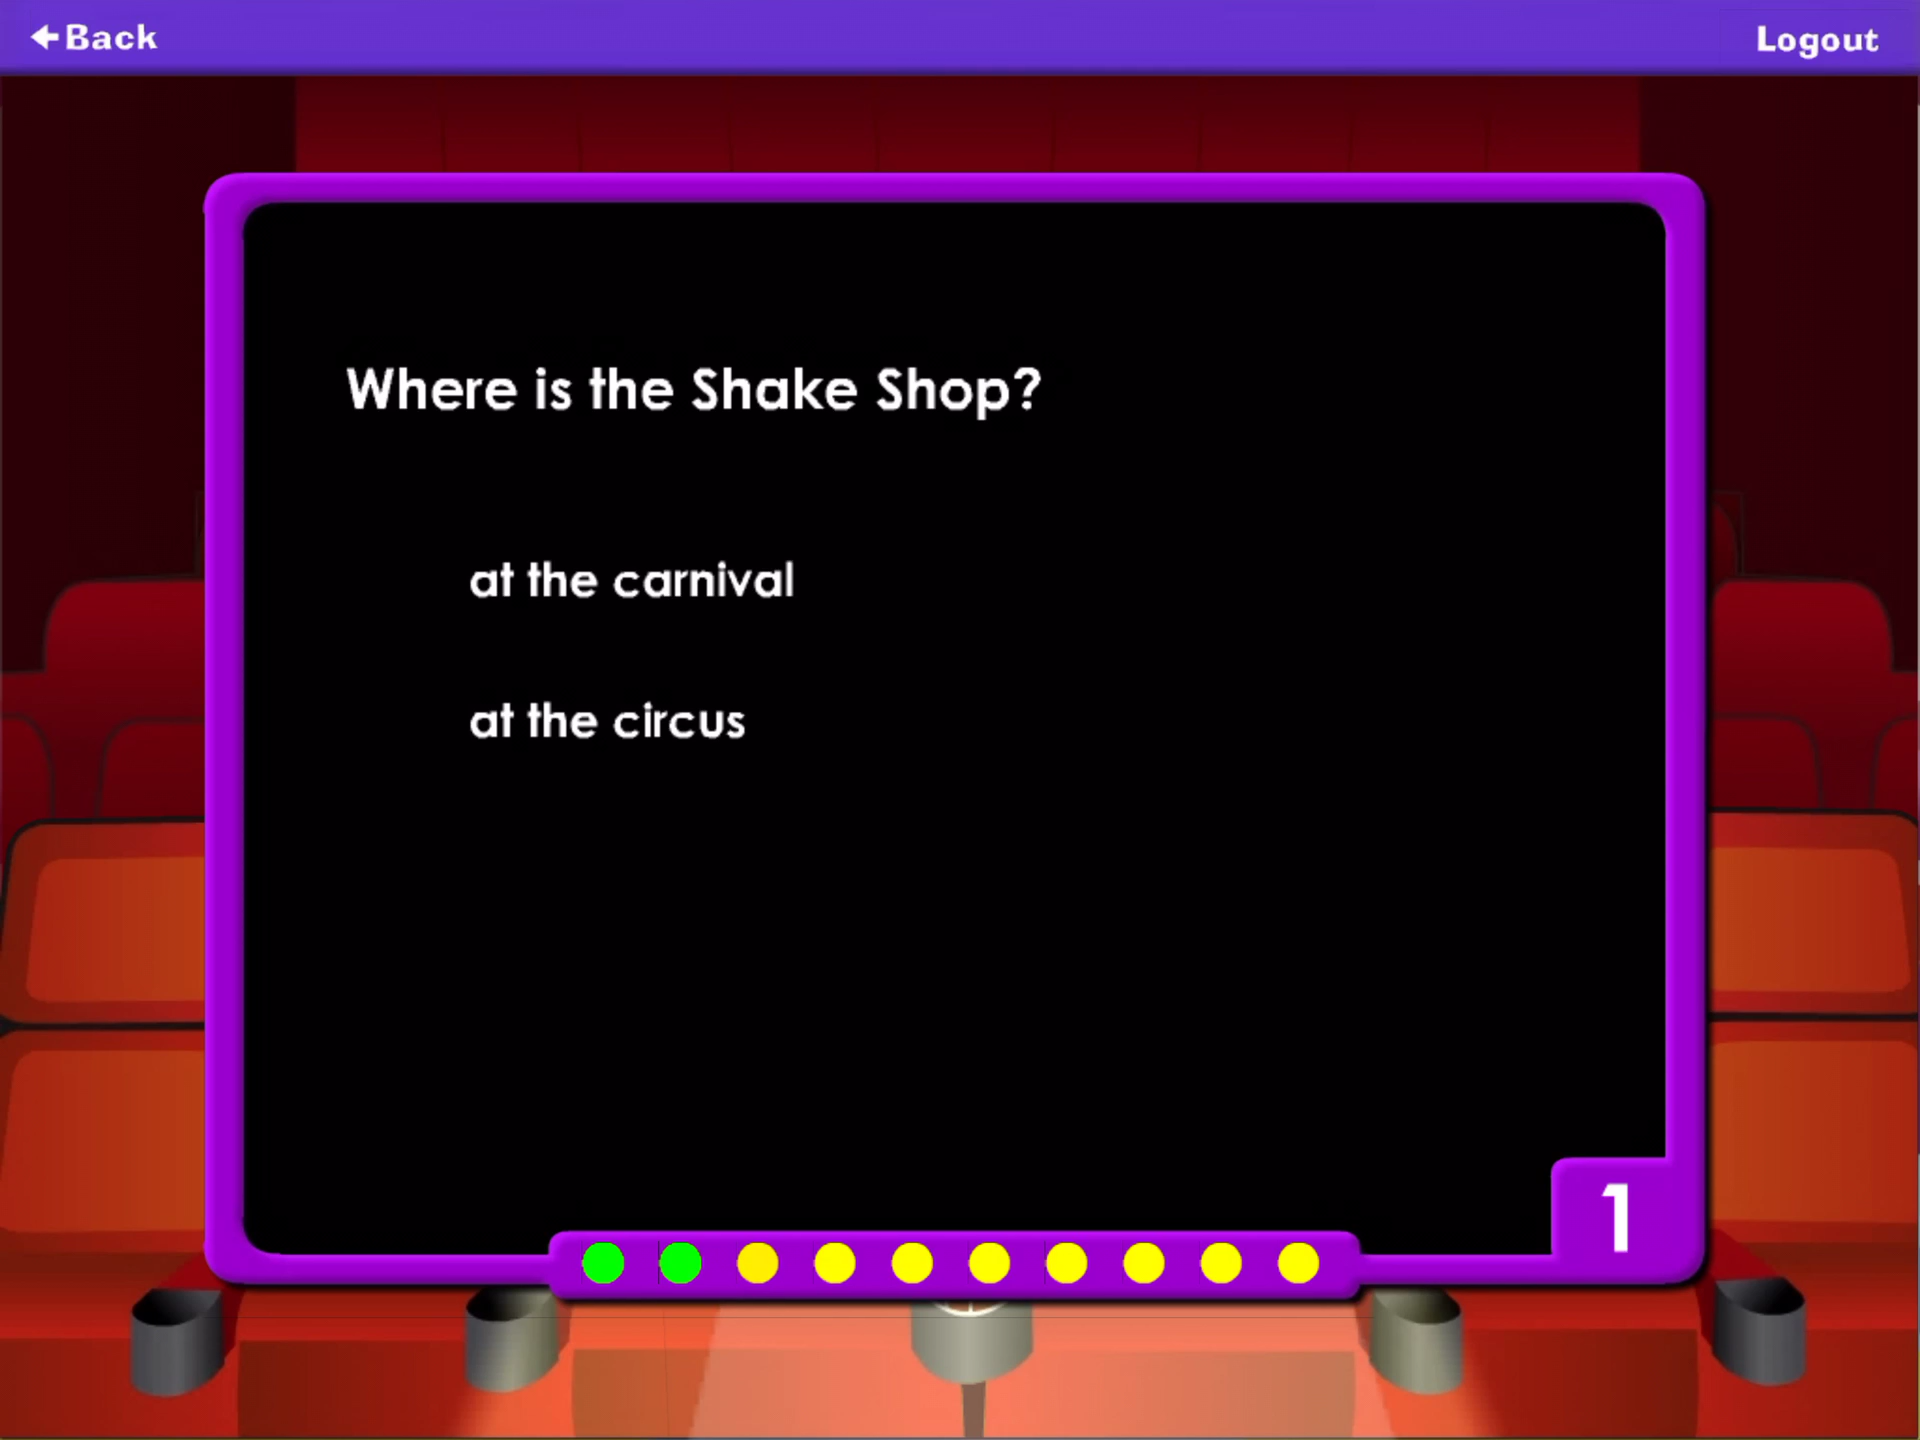 Back
Logout
Where is the Shake Shop?
at the carnival
at the circus
1